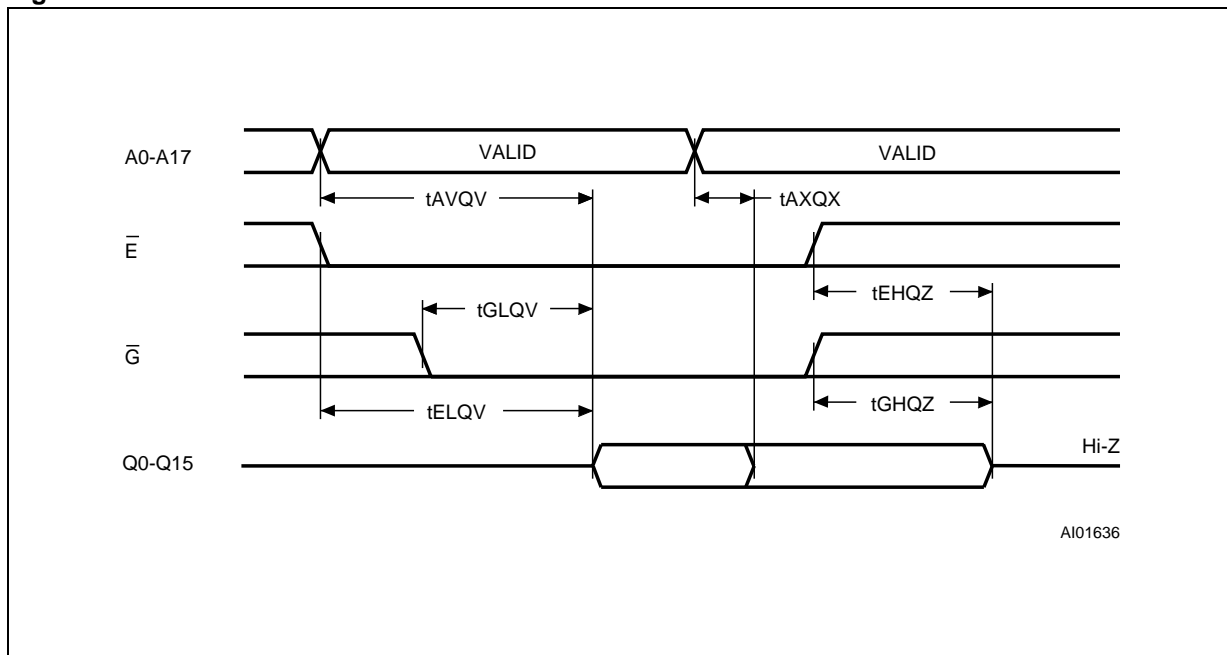 A0-A17
VALID
VALID
tAVQV
tAXQX
E̅
tEHQZ
tGLQV
G̅
tGHQZ
tELQV
Hi-Z
Q0-Q15
AI01636